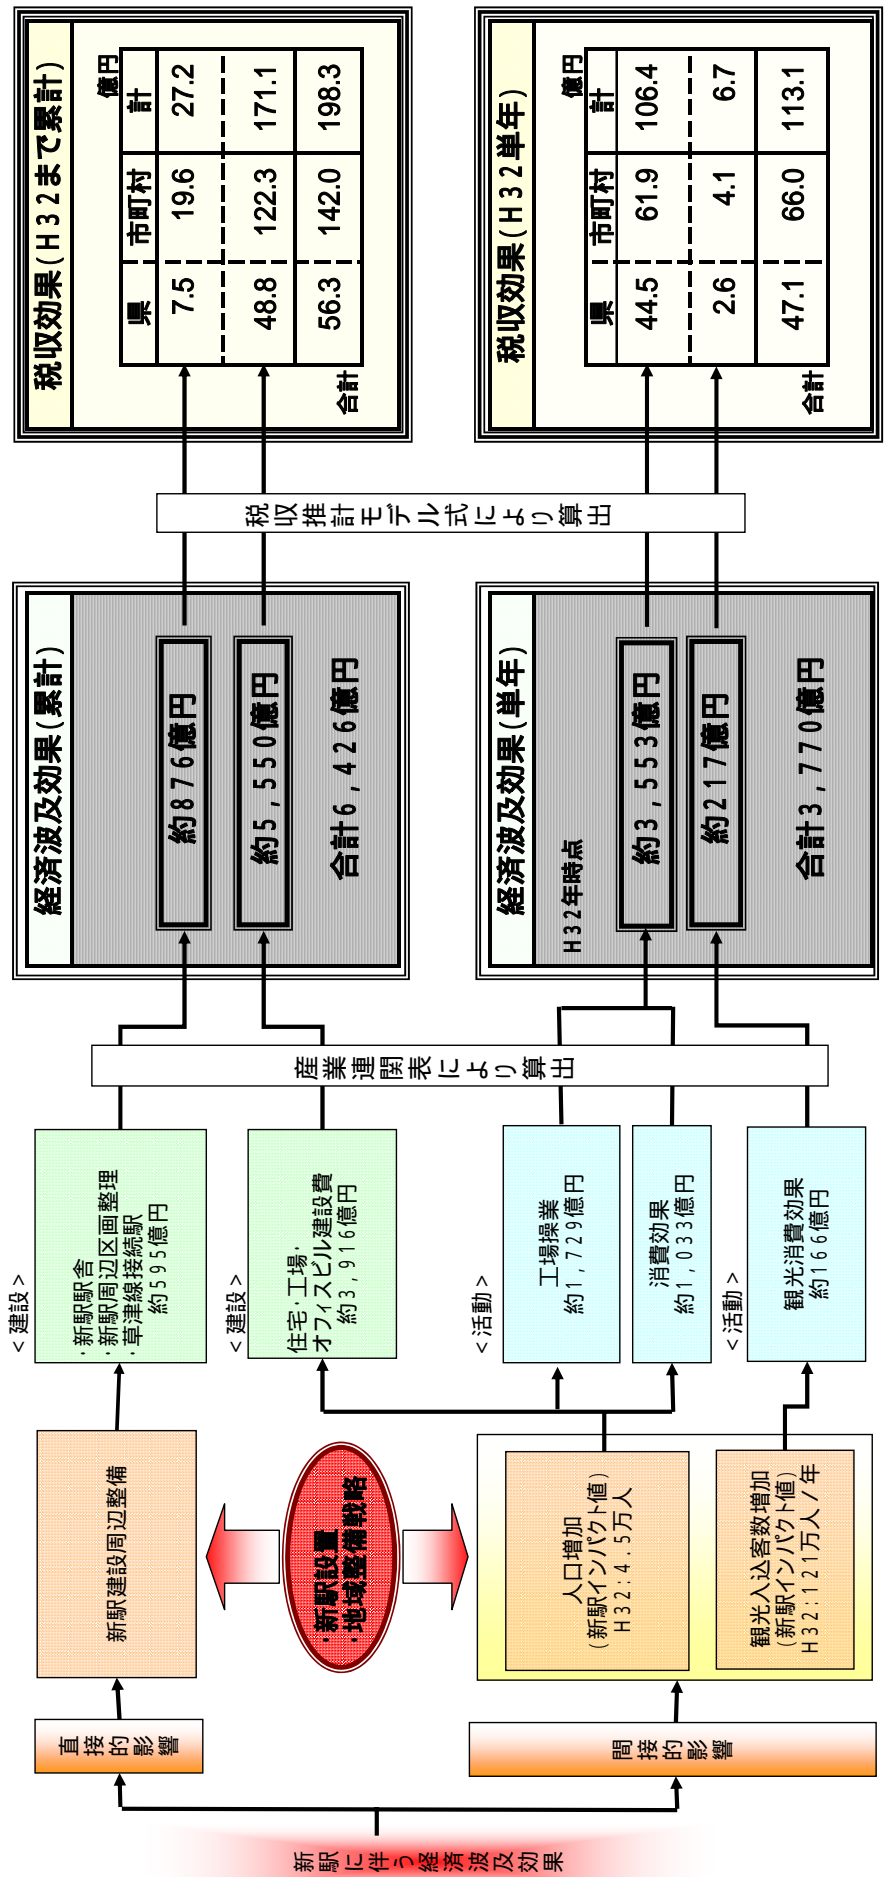 新駅に伴う経済波及効果
直接的影響
新駅建設周辺整備
<建設>
・新駅駅舎
・新駅周辺区画整理
・草津線接続駅
約595億円
<建設>
住宅・工場・
オフィスビル建設費
約3,916億円
・新駅設置
・地域整備戦略
間接的影響
人口増加
(新駅インパクト値)
H32:4.5万人
観光入込客数増加
(新駅インパクト値)
H32:121万人/年
<活動>
工場操業
約1,729億円
消費効果
約1,033億円
<活動>
観光消費効果
約166億円
産業連関表により算出
経済波及効果(累計)
約876億円
約5,550億円
合計6,426億円
経済波及効果(単年)
H32年時点
約3,553億円
約217億円
合計3,770億円
税収推計モデル式により算出
税収効果(H32まで累計)
億円
県 市町村 計
7.5 19.6 27.2
48.8 122.3 171.1
合計 56.3 142.0 198.3
税収効果(H32単年)
億円
県 市町村 計
44.5 61.9 106.4
2.6 4.1 6.7
合計 47.1 66.0 113.1